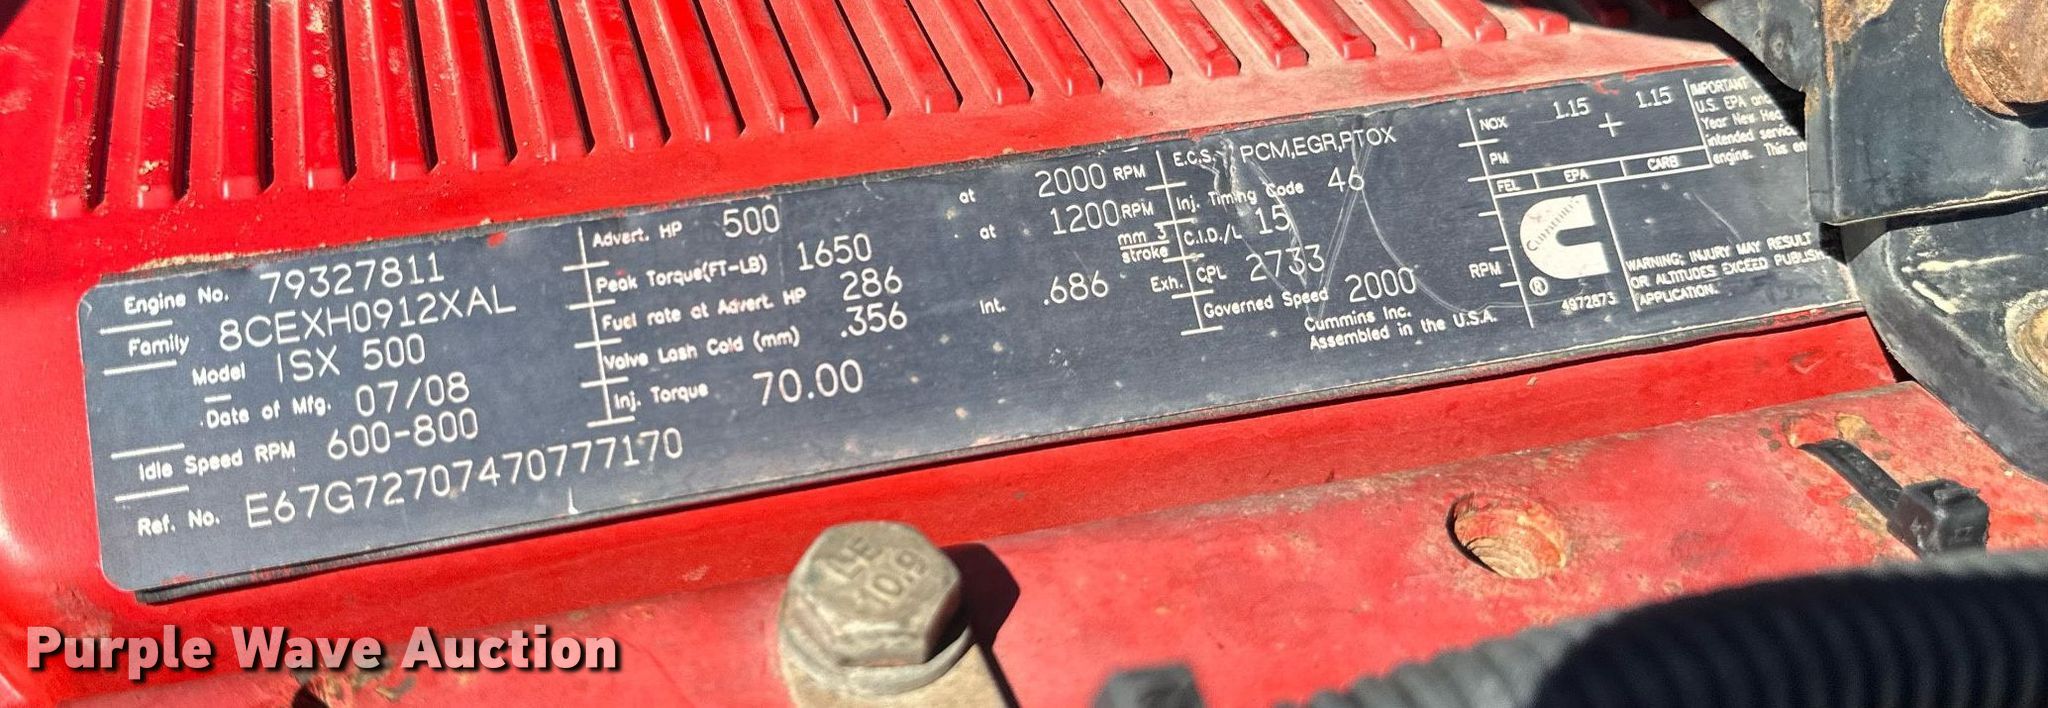 Engine No. 79327811
Family 8CEXH0912XAL
Model ISX 500
Date of Mfg. 07/08
Idle Speed RPM 600-800
Ref. No. E67G72707470777170
Advert. HP 500 at 2000 RPM
Peak Torque(FT-LB) 1650 at 1200 RPM
Fuel rate at Advert. HP 286 mm 3 stroke
Valve Lash Cold (mm) .356 Int. .686 Exh.
Inj. Torque 70.00
E.C.S. PCM,EGR,PTOX
Inj. Timing Code 46
C.I.D./L 15
CPL 2733
Governed Speed 2000 RPM
Cummins Inc.
Assembled in the U.S.A.
NOX 1.15 + 1.15
PM
FEL EPA CARB
Cummins
®
4972873
IMPORTANT
U.S. EPA and
Year New
intended
engine. This
WARNING: INJURY MAY RESULT
OR ALTITUDES EXCEED
APPLICATION.
10.9
Purple Wave Auction